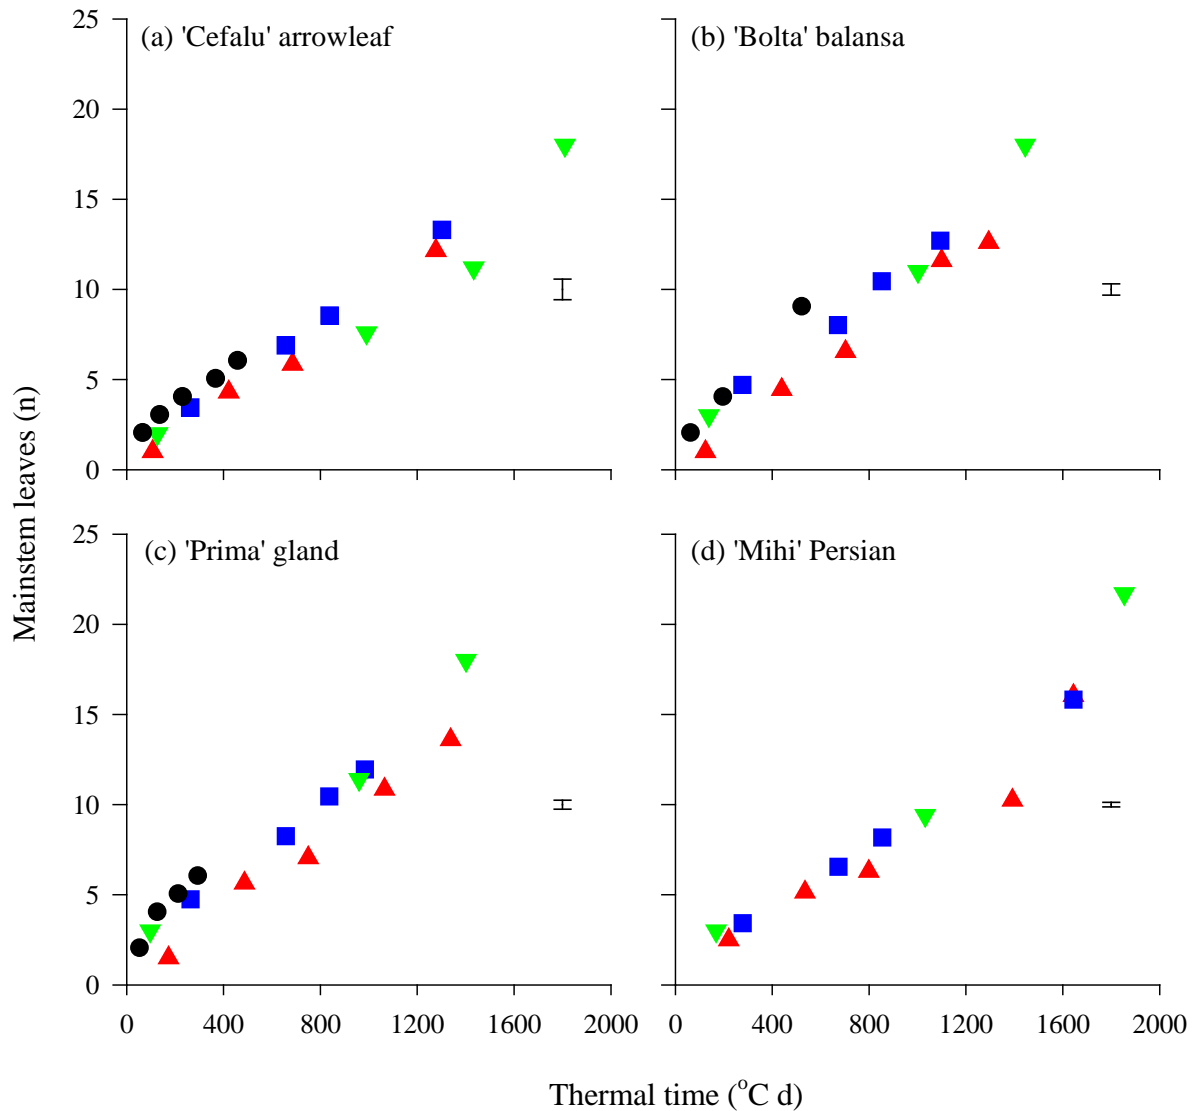 25
20
15
10
5
0
(a) 'Cefalu' arrowleaf
(b) 'Bolta' balansa
Mainstem leaves (n)
25
20
15
10
5
0
(c) 'Prima' gland
(d) 'Mihi' Persian
0 400 800 1200 1600 2000
0 400 800 1200 1600 2000
Thermal time (°C d)